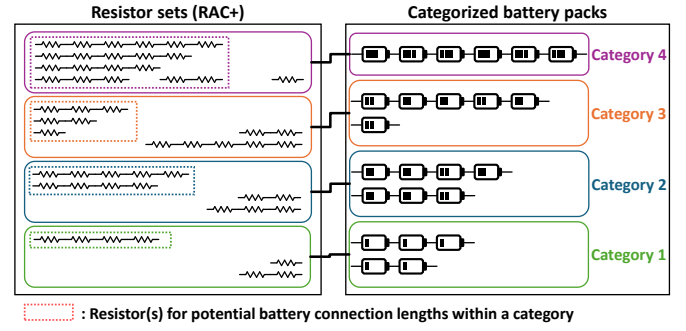 Resistor sets (RAC+)
Categorized battery packs
Category 4
Category 3
Category 2
Category 1
: Resistor(s) for potential battery connection lengths within a category